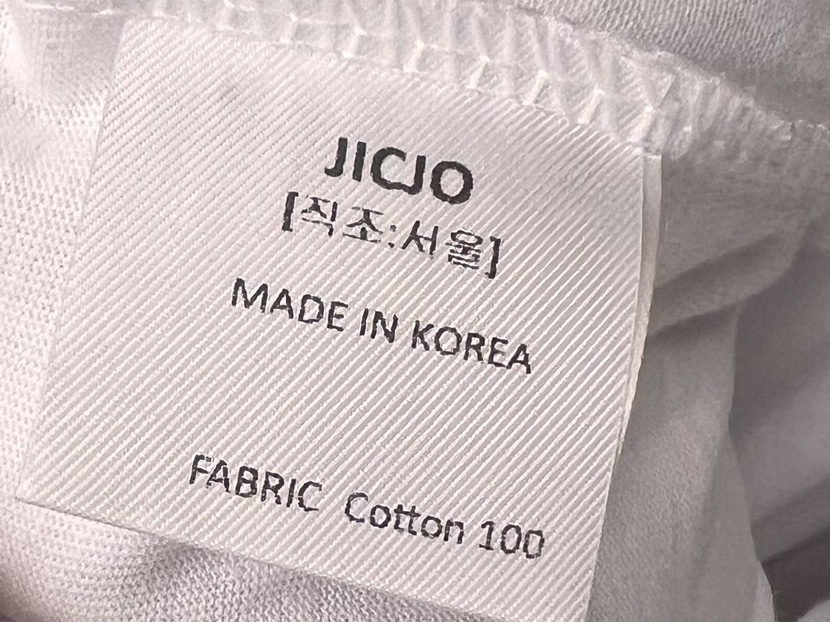 JICJO
[직조:서울]
MADE IN KOREA
FABRIC Cotton 100